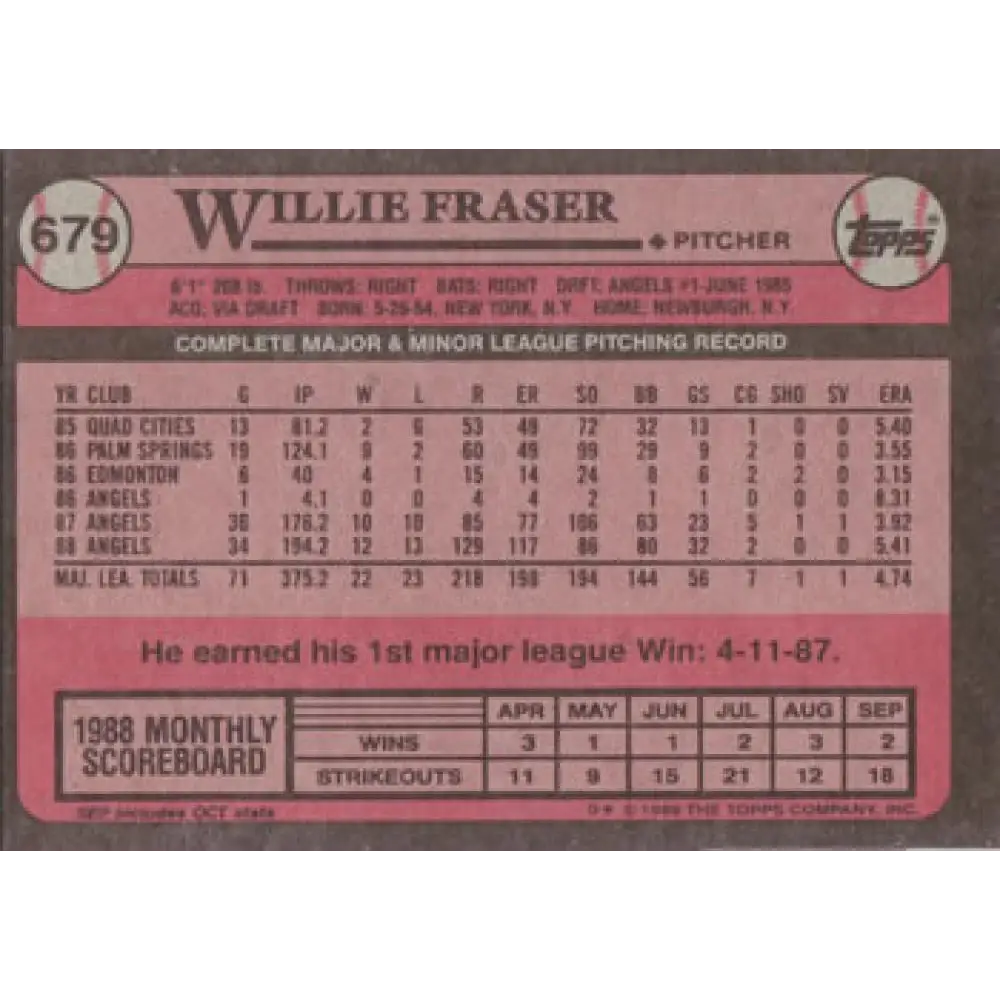 679
WILLIE FRASER
PITCHER
Topps®
6'1" 208 lb. THROWS: RIGHT BATS: RIGHT DRFT: ANGELS #1-JUNE 1985
ACQ: VIA DRAFT BORN: 5-26-64, NEW YORK, N.Y. HOME: NEWBURGH, N.Y.
COMPLETE MAJOR & MINOR LEAGUE PITCHING RECORD
YR CLUB G IP W L R ER SO BB GS CG SHO SV ERA
85 QUAD CITIES 13 81.2 2 6 53 49 72 32 13 1 0 0 5.40
86 PALM SPRINGS 19 124.1 9 2 60 49 99 29 9 2 0 0 3.55
86 EDMONTON 6 40 4 1 15 14 24 8 6 2 2 0 3.15
86 ANGELS 1 4.1 0 0 4 4 2 1 1 0 0 0 8.31
87 ANGELS 36 176.2 10 10 85 77 106 63 23 5 1 1 3.92
88 ANGELS 34 194.2 12 13 129 117 86 80 32 2 0 0 5.41
MAJ. LEA. TOTALS 71 375.2 22 23 218 198 194 144 56 7 1 1 4.74
He earned his 1st major league Win: 4-11-87.
1988 MONTHLY SCOREBOARD
APR MAY JUN JUL AUG SEP
WINS 3 1 1 2 3 2
STRIKEOUTS 11 9 15 21 12 18
SEP includes OCT stats
D* © 1989 THE TOPPS COMPANY, INC.